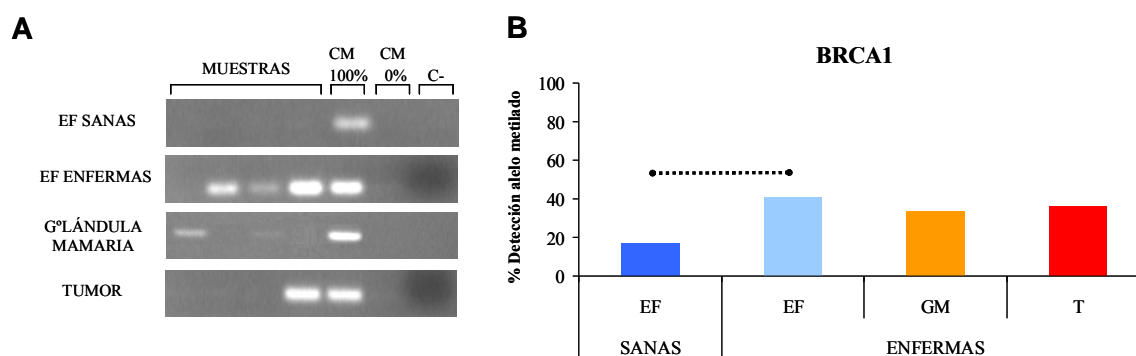 A
MUESTRAS
CM
100%
CM
0%
C-
EF SANAS
EF ENFERMAS
GºLÁNDULA
MAMARIA
TUMOR
B
BRCA1
% Detección alelo metilado
100
80
60
40
20
0
EF
EF
GM
T
SANAS
ENFERMAS